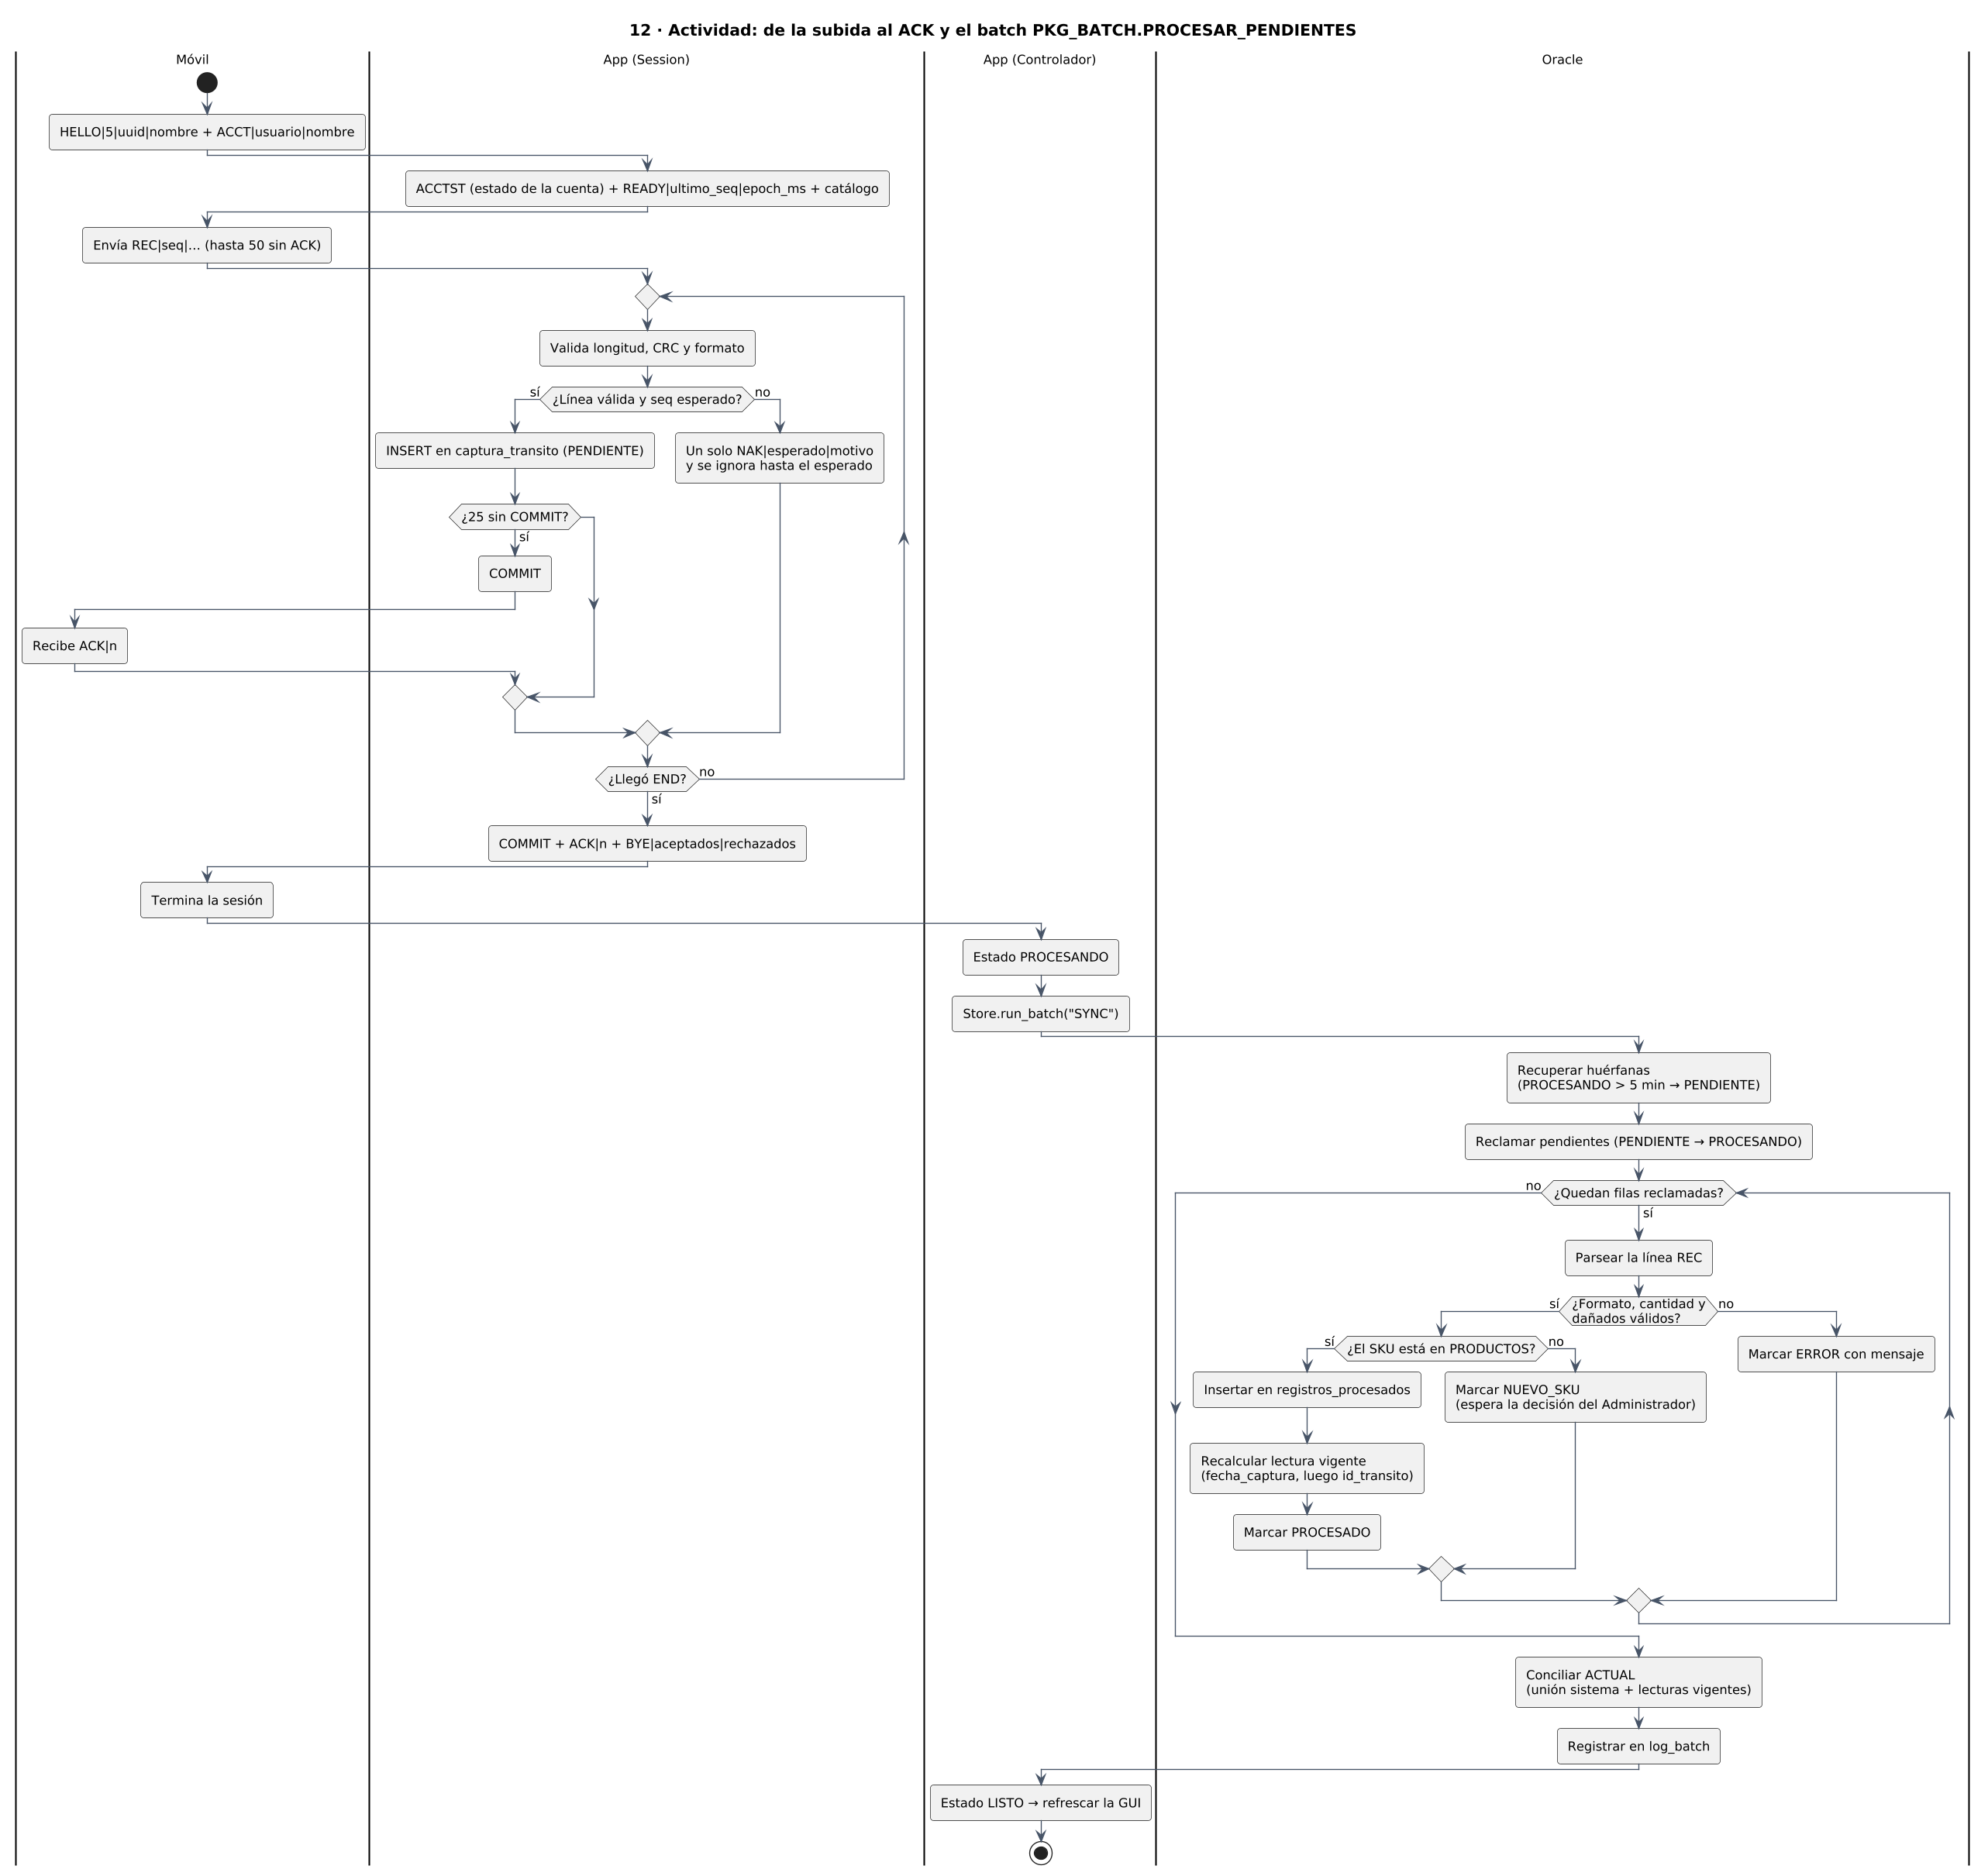 12 · Actividad: de la subida al ACK y el batch PKG_BATCH.PROCESAR_PENDIENTES
Móvil
App (Session)
App (Controlador)
Oracle
HELLO|5|uuid|nombre + ACCT|usuario|nombre
ACCTST (estado de la cuenta) + READY|ultimo_seq|epoch_ms + catálogo
Envía REC|seq|... (hasta 50 sin ACK)
Valida longitud, CRC y formato
sí
¿Línea válida y seq esperado?
no
INSERT en captura_transito (PENDIENTE)
Un solo NAK|esperado|motivo
y se ignora hasta el esperado
¿25 sin COMMIT?
sí
COMMIT
Recibe ACK|n
¿Llegó END?
no
sí
COMMIT + ACK|n + BYE|aceptados|rechazados
Termina la sesión
Estado PROCESANDO
Store.run_batch("SYNC")
Recuperar huérfanas
(PROCESANDO > 5 min → PENDIENTE)
Reclamar pendientes (PENDIENTE → PROCESANDO)
no
¿Quedan filas reclamadas?
sí
Parsear la línea REC
sí
¿Formato, cantidad y
dañados válidos?
no
sí
¿El SKU está en PRODUCTOS?
no
Marcar ERROR con mensaje
Insertar en registros_procesados
Marcar NUEVO_SKU
(espera la decisión del Administrador)
Recalcular lectura vigente
(fecha_captura, luego id_transito)
Marcar PROCESADO
Conciliar ACTUAL
(unión sistema + lecturas vigentes)
Registrar en log_batch
Estado LISTO → refrescar la GUI